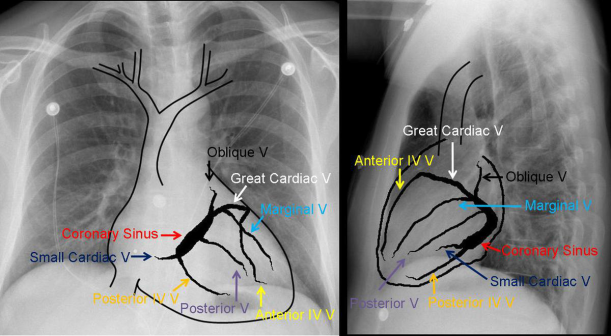 Oblique V
Great Cardiac V
Marginal V
Coronary Sinus
Small Cardiac V
Posterior IV V
Posterior V
Anterior IV V
Great Cardiac V
Anterior IV V
Oblique V
Marginal V
Coronary Sinus
Small Cardiac V
Posterior V
Posterior IV V